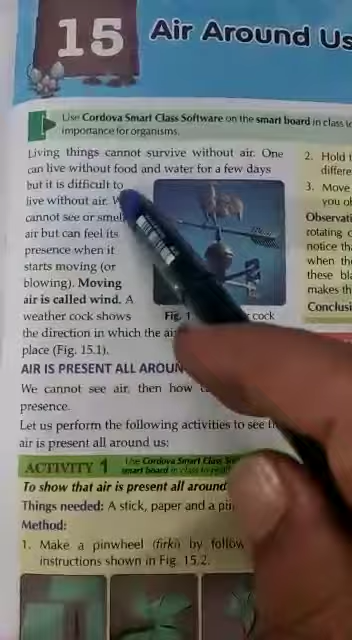 15 Air Around Us
Use Cordova Smart Class Software on the smart board in class
importance for organisms.
Living things cannot survive without air. One
can live without food and water for a few days
but it is difficult to
live without air.
cannot see or smell
air but can feel its
presence when it
starts moving (or
blowing). Moving
air is called wind. A
weather cock shows
the direction in which the
place (Fig. 15.1).
Fig. 1
cock
AIR IS PRESENT ALL AROUN
We cannot see air, then how
presence.
Let us perform the following activities to see
air is present all around us:
ACTIVITY 1
Use Cordova Smart Class
smart board in class to
To show that air is present all around
Things needed: A stick, paper and a pin
Method:
1. Make a pinwheel (firki) by follow
instructions shown in Fig. 15.2.
2. Hold
differe
3. Move
you
Observati
rotating
notice tha
when the
these bla
makes th
Conclusi